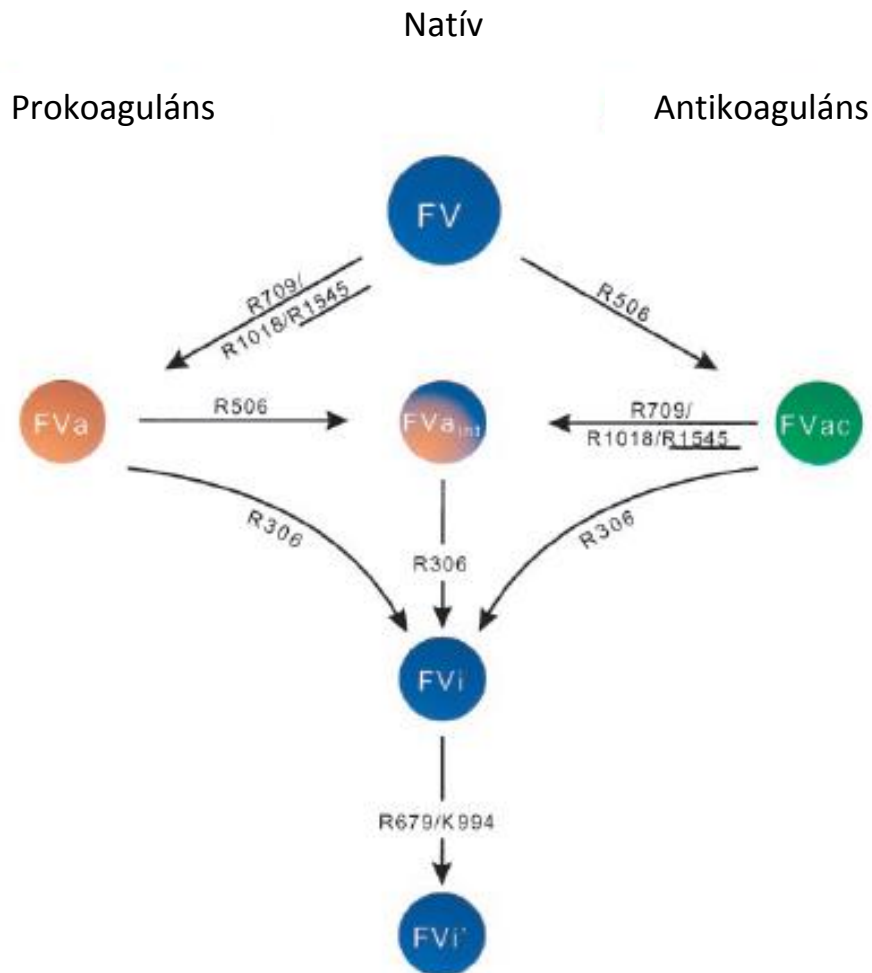 Natív
Prokoaguláns
Antikoaguláns
FV
R709/
R1018/R1545
R506
FVa
R506
FVa int
R709/
R1018/R1545
FVac
R306
R306
R306
FVi
R679/K994
FVi'